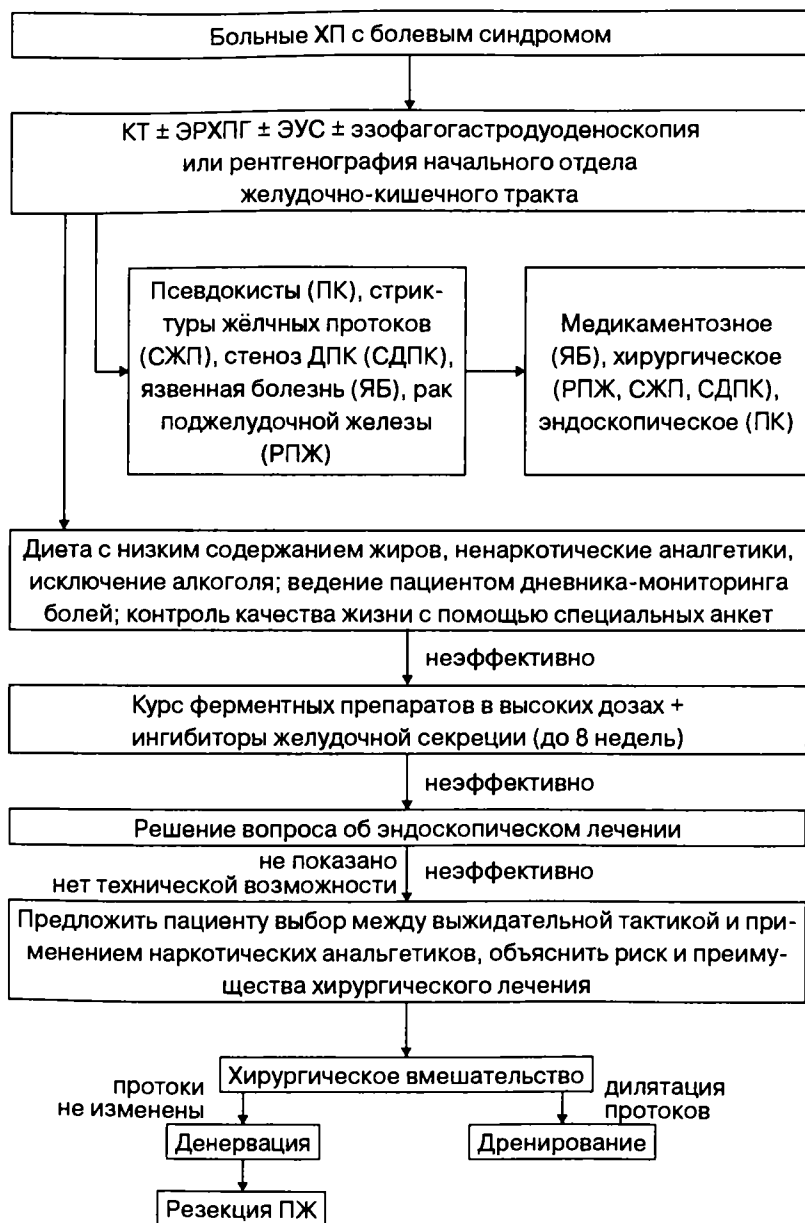 Больные ХП с болевым синдромом
КТ ± ЭРХПГ ± ЭУС ± эзофагогастродуоденоскопия
или рентгенография начального отдела
желудочно-кишечного тракта
Псевдокисты (ПК), стрик-
туры жёлчных протоков
(СЖП), стеноз ДПК (СДПК),
язвенная болезнь (ЯБ), рак
поджелудочной железы
(РПЖ)
Медикаментозное
(ЯБ), хирургическое
(РПЖ, СЖП, СДПК),
эндоскопическое (ПК)
Диета с низким содержанием жиров, ненаркотические аналгетики,
исключение алкоголя; ведение пациентом дневника-мониторинга
болей; контроль качества жизни с помощью специальных анкет
неэффективно
Курс ферментных препаратов в высоких дозах +
ингибиторы желудочной секреции (до 8 недель)
неэффективно
Решение вопроса об эндоскопическом лечении
не показано
нет технической возможности
неэффективно
Предложить пациенту выбор между выжидательной тактикой и при-
менением наркотических анальгетиков, объяснить риск и преиму-
щества хирургического лечения
Хирургическое вмешательство
протоки
не изменены
дилятация
протоков
Денервация
Дренирование
Резекция ПЖ